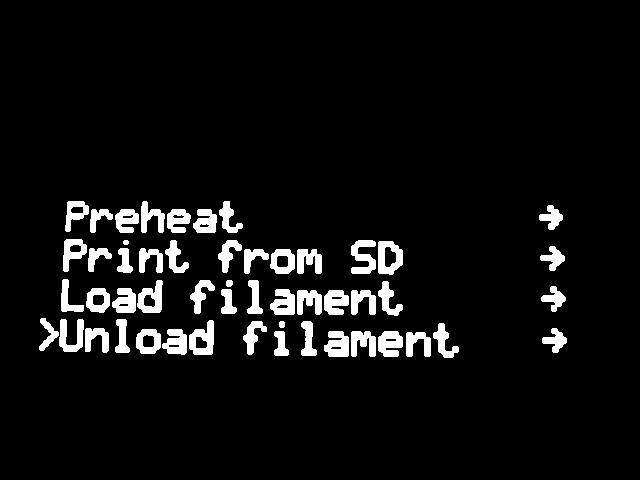 Preheat →
Print from SD →
Load filament →
>Unload filament →